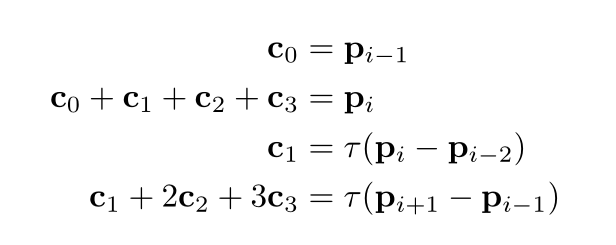 c₀ = pᵢ₋₁
c₀ + c₁ + c₂ + c₃ = pᵢ
c₁ = τ(pᵢ − pᵢ₋₂)
c₁ + 2c₂ + 3c₃ = τ(pᵢ₊₁ − pᵢ₋₁)